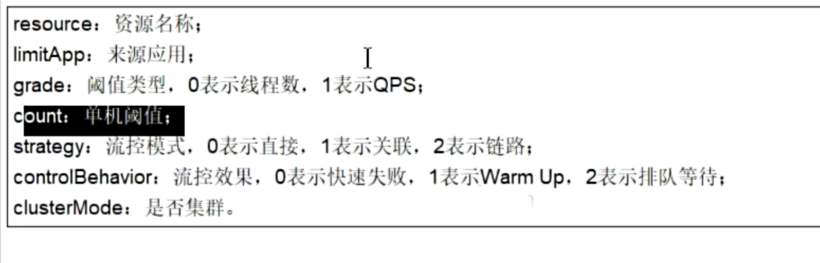 resource：资源名称；
limitApp：来源应用；
grade：阈值类型，0表示线程数，1表示QPS；
count：单机阈值；
strategy：流控模式，0表示直接，1表示关联，2表示链路；
controlBehavior：流控效果，0表示快速失败，1表示Warm Up，2表示排队等待；
clusterMode：是否集群。